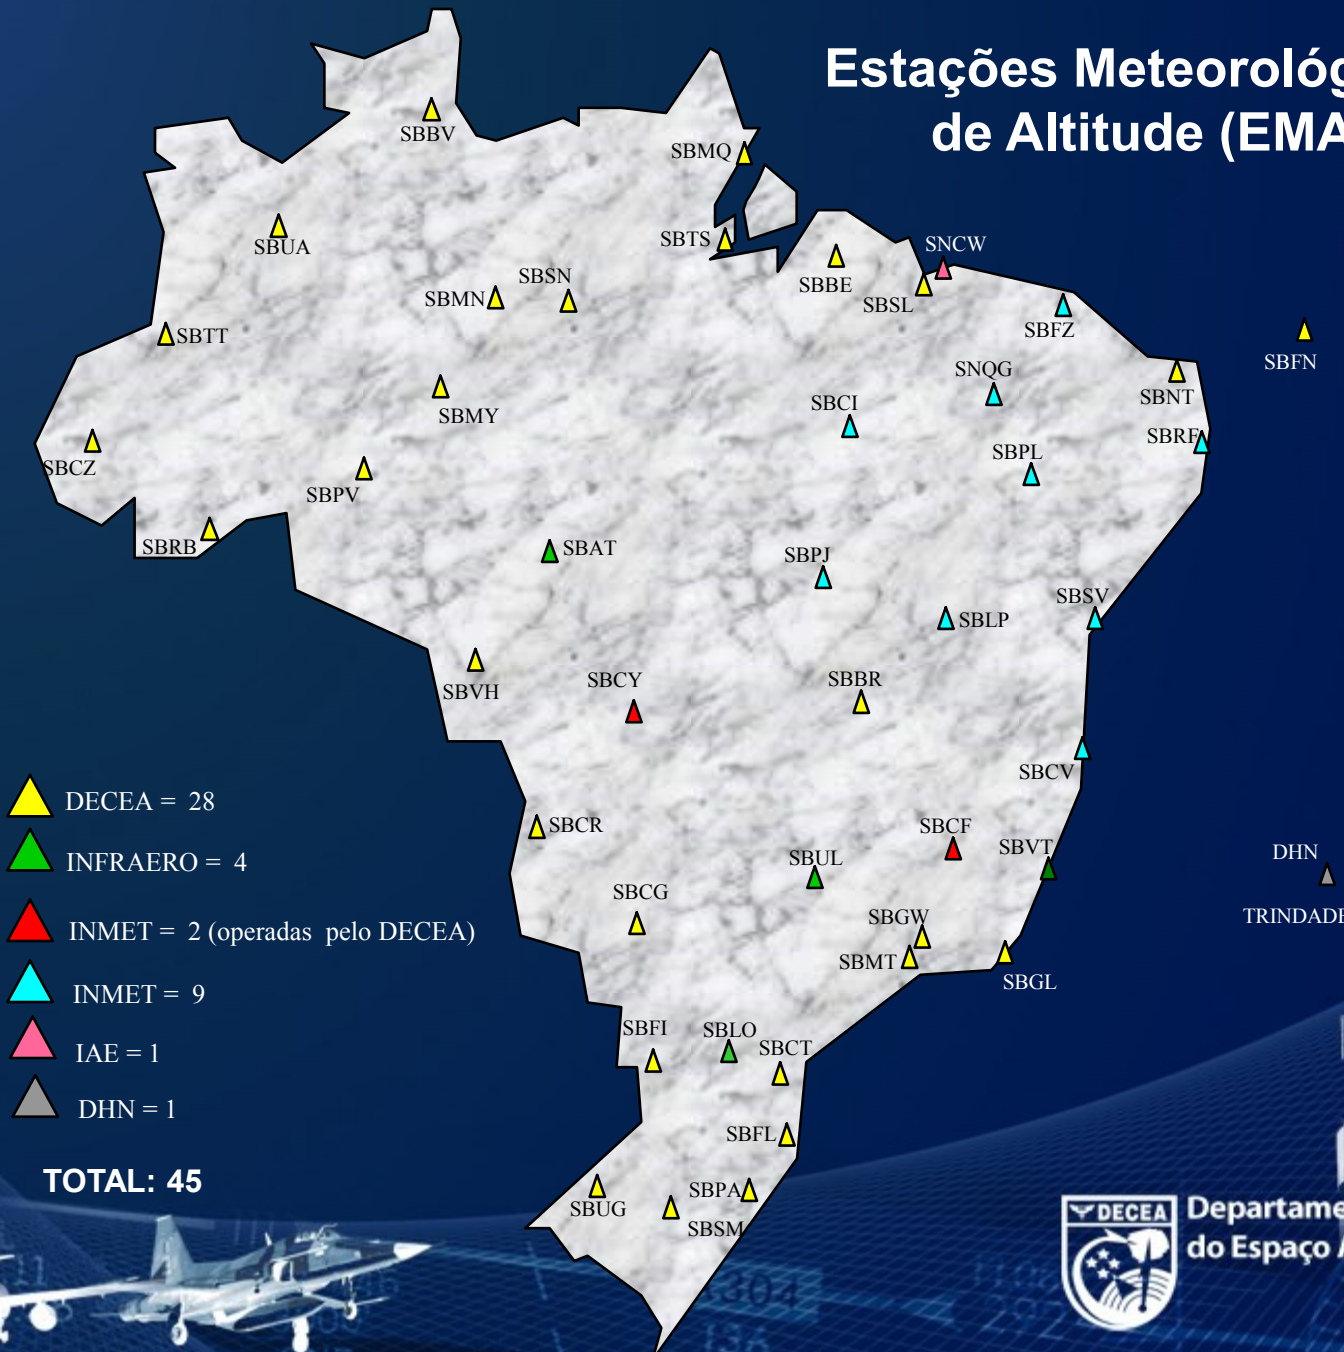 Estações Meteorológ
de Altitude (EMA
SBBV
SBMQ
SBUA
SBTS
SNCW
SBSN
SBMN
SBBE
SBSL
SBFZ
SBTT
SBFN
SNQG
SBNT
SBMY
SBCI
SBRF
SBPL
SBCZ
SBPV
SBRB
SBAT
SBPJ
SBSV
SBLP
SBVH
SBCY
SBBR
SBCV
DECEA = 28
SBCR
SBCF
SBVT
INFRAERO = 4
SBUL
DHN
SBCG
SBGW
TRINDADE
INMET = 2 (operadas pelo DECEA)
SBMT
SBGL
INMET = 9
SBFI
SBLO
SBCT
IAE = 1
DHN = 1
SBFL
TOTAL: 45
SBPA
SBUG
SBSM
DECEA
Departame
do Espaço
304
136